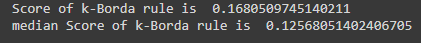 Score of k-Borda rule is  0.1680509745140211
median Score of k-Borda rule is  0.12568051402406705